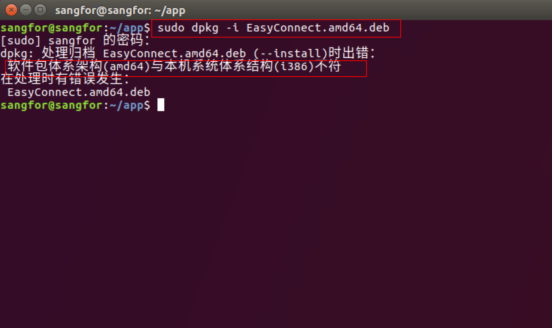 sangfor@sangfor: ~/app
sangfor@sangfor:~/app$ sudo dpkg -i EasyConnect.amd64.deb
[sudo] sangfor 的密码：
dpkg: 处理归档 EasyConnect.amd64.deb (--install)时出错：
软件包体系架构(amd64)与本机系统体系结构(i386)不符
在处理时有错误发生：
EasyConnect.amd64.deb
sangfor@sangfor:~/app$